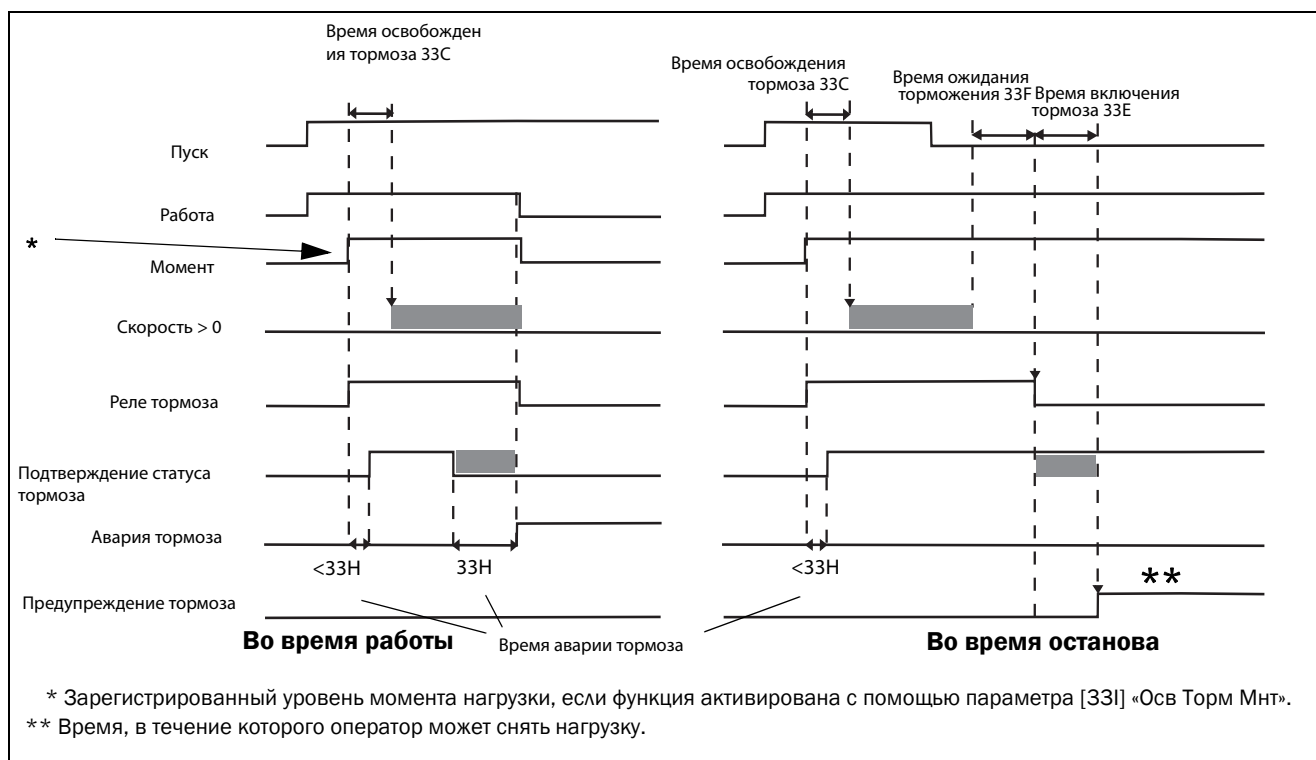 Время освобожден
ия тормоза 33C
Время освобождения
тормоза 33C
Время ожидания
торможения 33F
Время включения
тормоза 33E
Пуск
Работа
*
Момент
Скорость > 0
Реле тормоза
Подтверждение статуса
тормоза
Авария тормоза
<33H
33H
<33H
**
Предупреждение тормоза
Во время работы
Время аварии тормоза
Во время останова
* Зарегистрированный уровень момента нагрузки, если функция активирована с помощью параметра [33I] «Осв Торм Мнт».
** Время, в течение которого оператор может снять нагрузку.